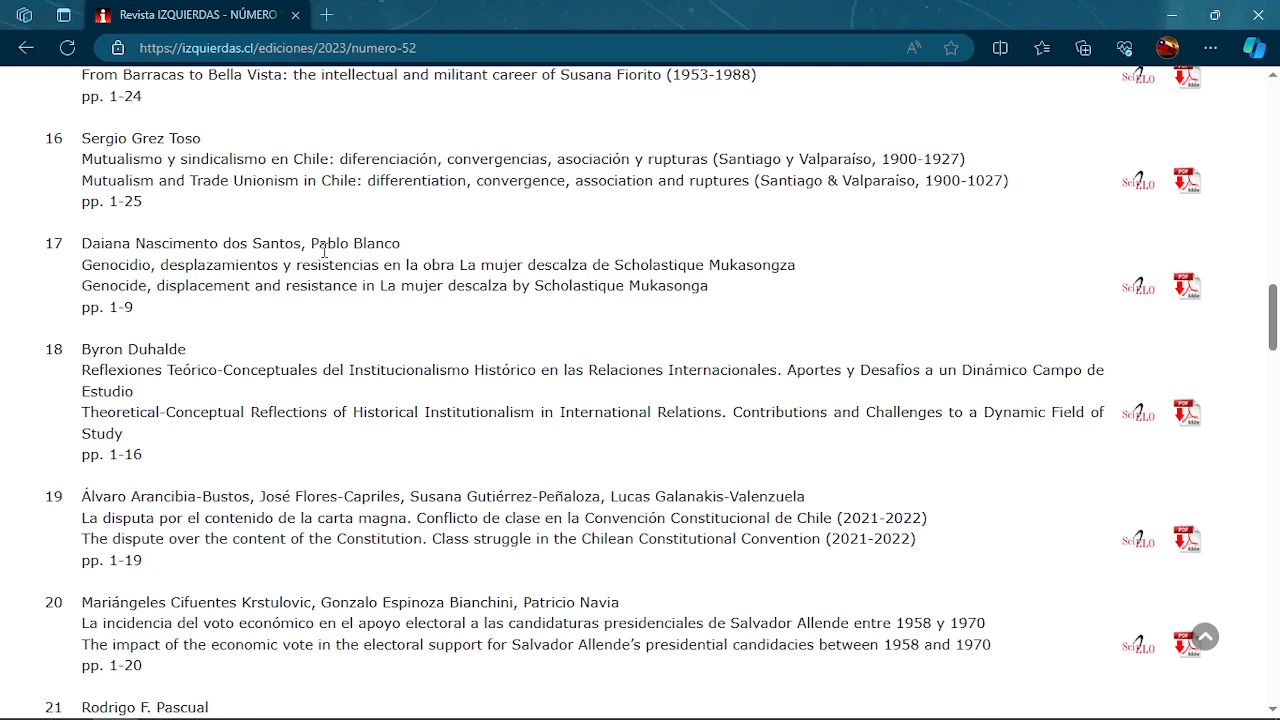 Revista IZQUIERDAS - NÚMERO
https://izquierdas.cl/ediciones/2023/numero-52
From Barracas to Bella Vista: the intellectual and militant career of Susana Fiorito (1953-1988)
pp. 1-24
16 Sergio Grez Toso
Mutualismo y sindicalismo en Chile: diferenciación, convergencias, asociación y rupturas (Santiago y Valparaíso, 1900-1927)
Mutualism and Trade Unionism in Chile: differentiation, convergence, association and ruptures (Santiago & Valparaíso, 1900-1027)
pp. 1-25
17 Daiana Nascimento dos Santos, Pablo Blanco
Genocidio, desplazamientos y resistencias en la obra La mujer descalza de Scholastique Mukasongza
Genocide, displacement and resistance in La mujer descalza by Scholastique Mukasonga
pp. 1-9
18 Byron Duhalde
Reflexiones Teórico-Conceptuales del Institucionalismo Histórico en las Relaciones Internacionales. Aportes y Desafíos a un Dinámico Campo de
Estudio
Theoretical-Conceptual Reflections of Historical Institutionalism in International Relations. Contributions and Challenges to a Dynamic Field of
Study
pp. 1-16
19 Álvaro Arancibia-Bustos, José Flores-Capriles, Susana Gutiérrez-Peñaloza, Lucas Galanakis-Valenzuela
La disputa por el contenido de la carta magna. Conflicto de clase en la Convención Constitucional de Chile (2021-2022)
The dispute over the content of the Constitution. Class struggle in the Chilean Constitutional Convention (2021-2022)
pp. 1-19
20 Mariángeles Cifuentes Krstulovic, Gonzalo Espinoza Bianchini, Patricio Navia
La incidencia del voto económico en el apoyo electoral a las candidaturas presidenciales de Salvador Allende entre 1958 y 1970
The impact of the economic vote in the electoral support for Salvador Allende's presidential candidacies between 1958 and 1970
pp. 1-20
21 Rodrigo F. Pascual